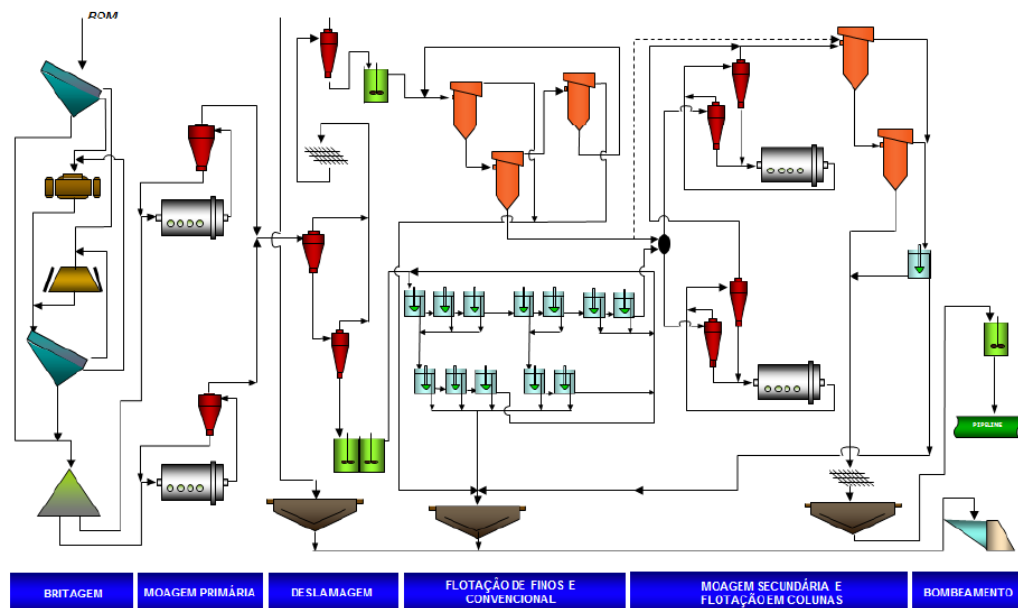 ROM
PIPELINE
BRITAGEM
MOAGEM PRIMÁRIA
DESLAMAGEM
FLOTAÇÃO DE FINOS E
CONVENCIONAL
MOAGEM SECUNDÁRIA E
FLOTAÇÃO EM COLUNAS
BOMBEAMENTO